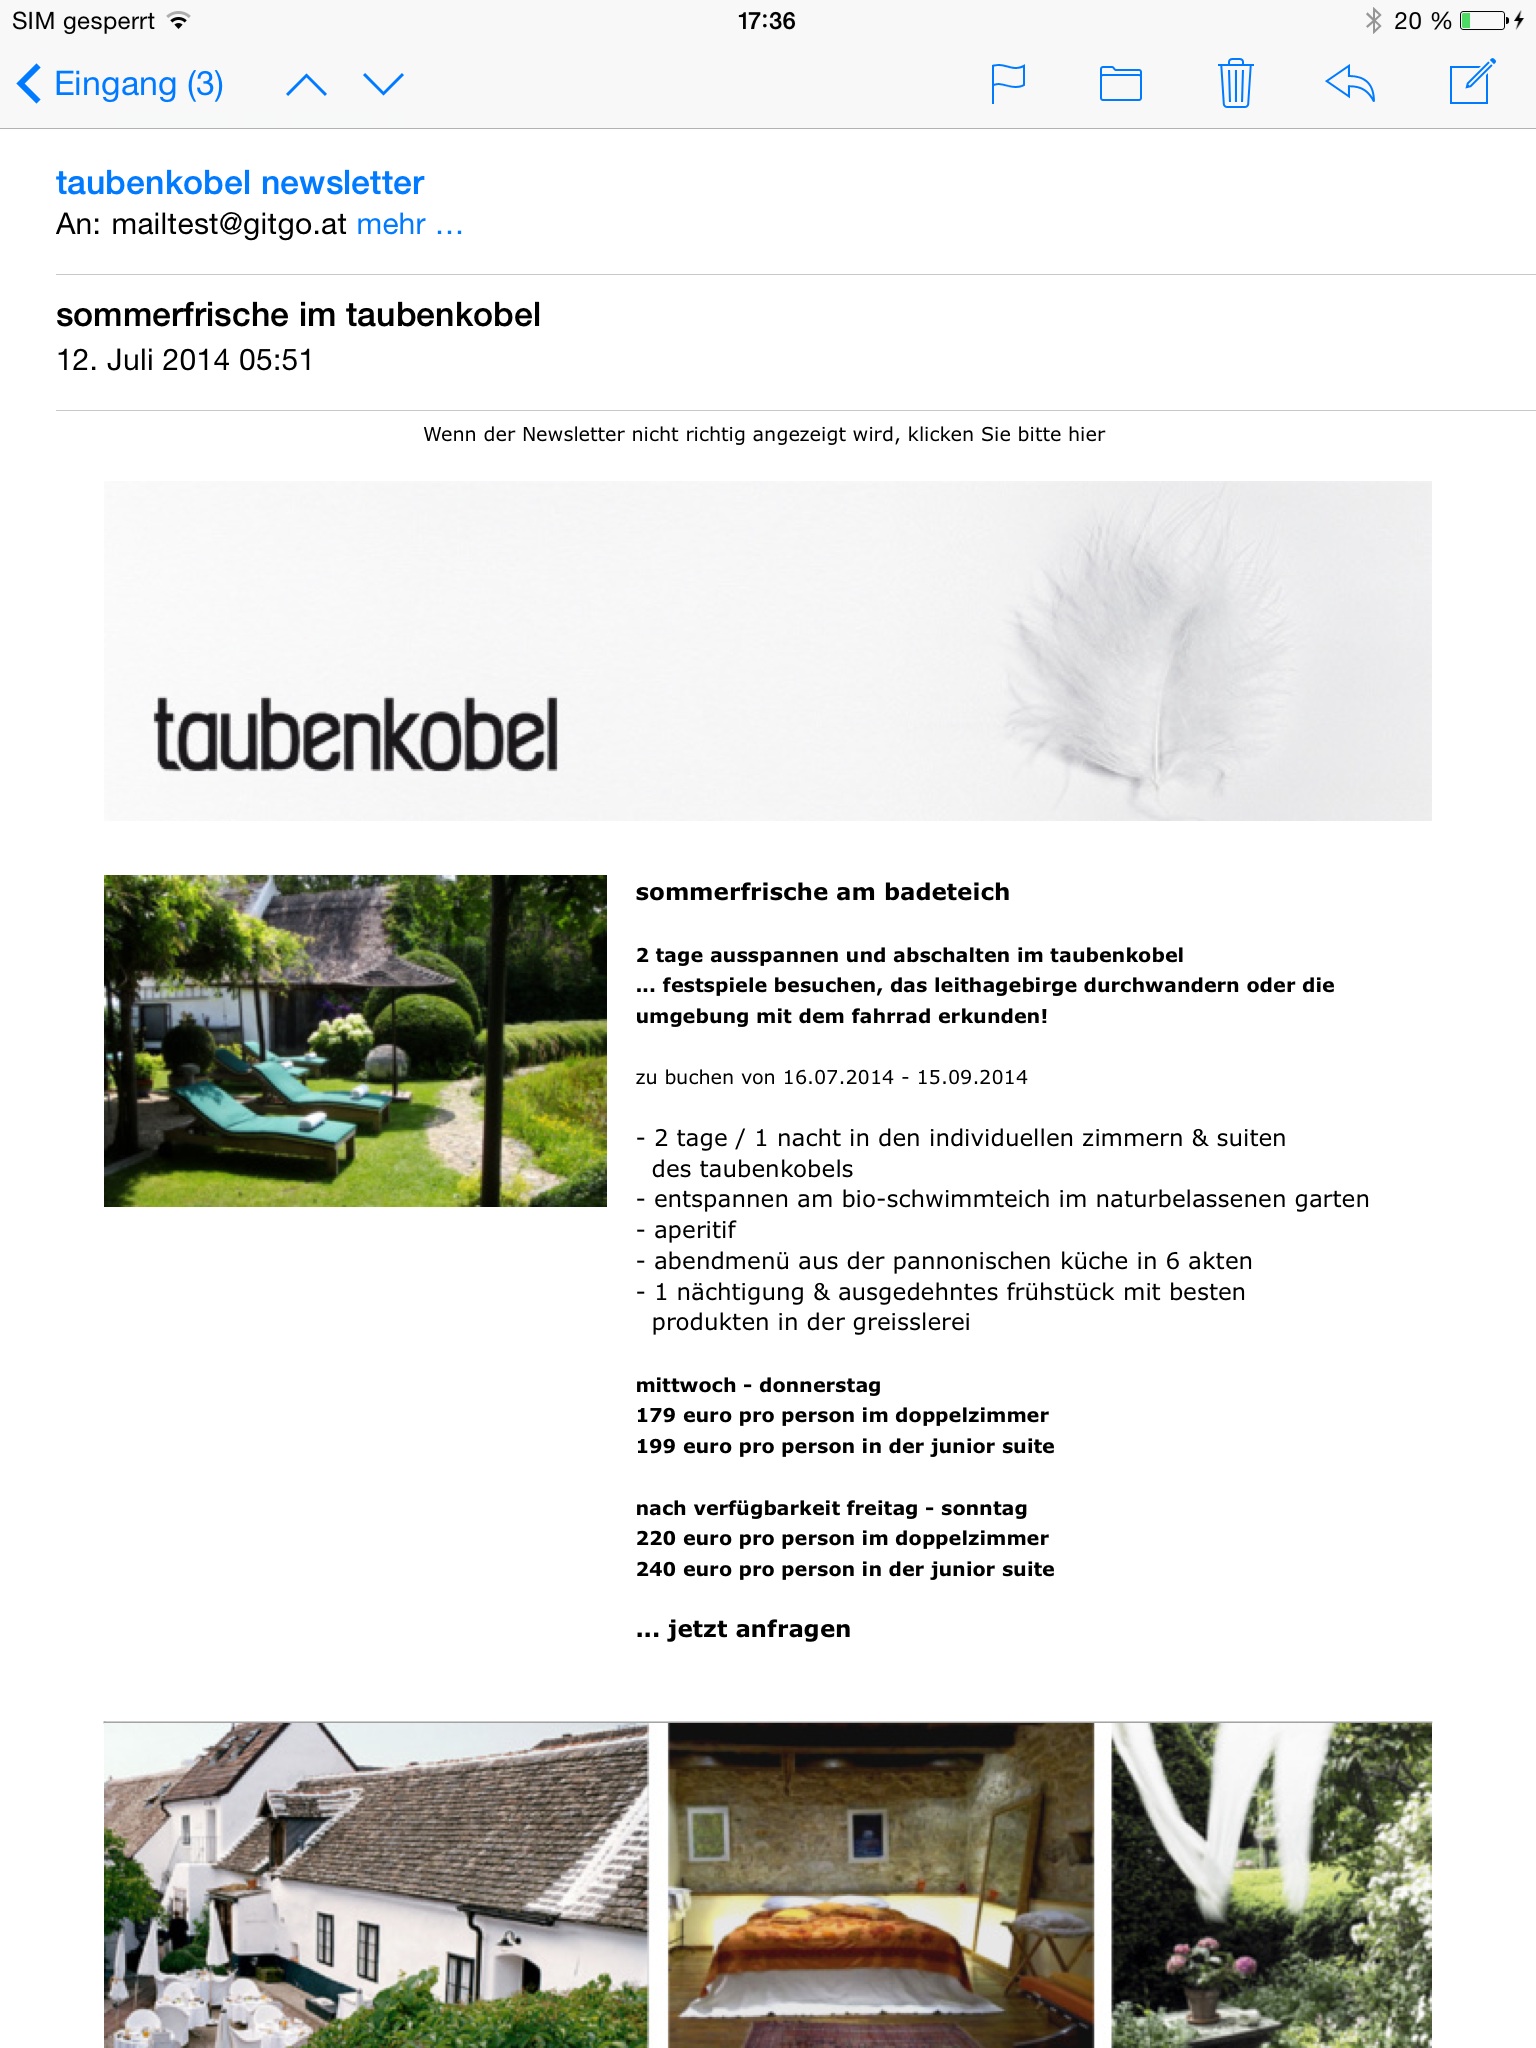 SIM gesperrt 17:36 20 %
Eingang (3)
taubenkobel newsletter
An: mailtest@gitgo.at mehr …
sommerfrische im taubenkobel
12. Juli 2014 05:51
Wenn der Newsletter nicht richtig angezeigt wird, klicken Sie bitte hier
taubenkobel
sommerfrische am badeteich
2 tage ausspannen und abschalten im taubenkobel
... festspiele besuchen, das leithagebirge durchwandern oder die
umgebung mit dem fahrrad erkunden!
zu buchen von 16.07.2014 - 15.09.2014
- 2 tage / 1 nacht in den individuellen zimmern & suiten
des taubenkobels
- entspannen am bio-schwimmteich im naturbelassenen garten
- aperitif
- abendmenü aus der pannonischen küche in 6 akten
- 1 nächtigung & ausgedehntes frühstück mit besten
produkten in der greisslerei
mittwoch - donnerstag
179 euro pro person im doppelzimmer
199 euro pro person in der junior suite
nach verfügbarkeit freitag - sonntag
220 euro pro person im doppelzimmer
240 euro pro person in der junior suite
... jetzt anfragen